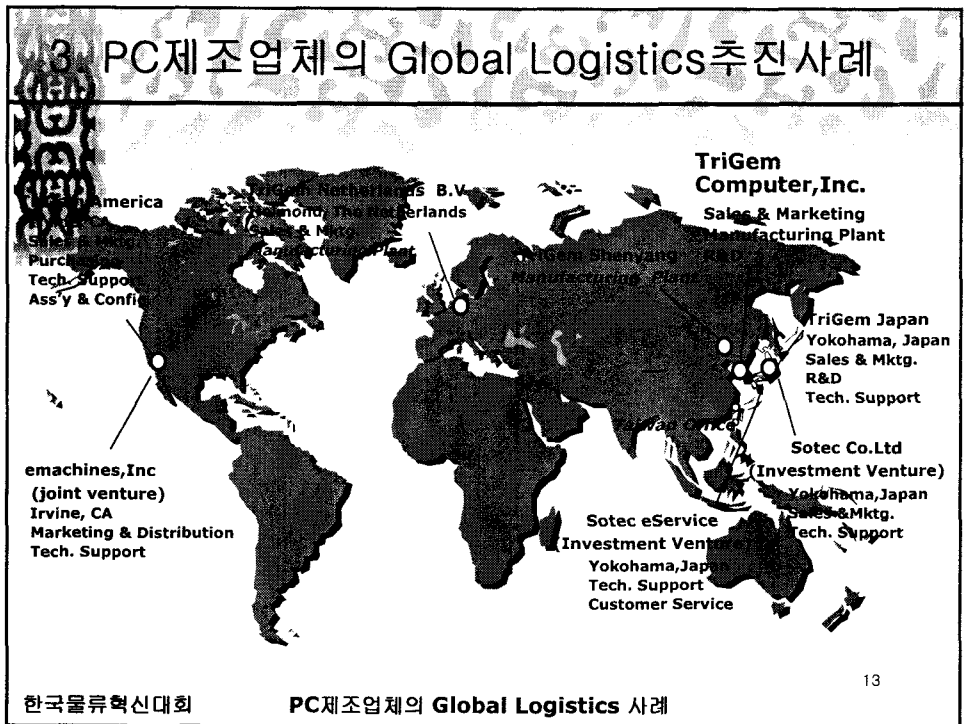 3. PC제조업체의 Global Logistics추진사례
TriGem
Computer,Inc.
Sales & Marketing
Manufacturing Plant
R&D
America
Sales & Mktg.
Tech. Support
Ass'y & Config
TriGem Netherlands B.V.
Helmond, The Netherlands
Sales & Mktg.
Manufacturing Plant
TriGem Shenyang
Manufacturing Plant
TriGem Japan
Yokohama, Japan
Sales & Mktg.
R&D
Tech. Support
Taiwan Office
Sotec Co.Ltd
(Investment Venture)
Yokohama,Japan
Sales &Mktg.
Tech. Support
emachines,Inc
(joint venture)
Irvine, CA
Marketing & Distribution
Tech. Support
Sotec eService
(Investment Venture)
Yokohama,Japan
Tech. Support
Customer Service
13
한국물류혁신대회
PC제조업체의 Global Logistics 사례